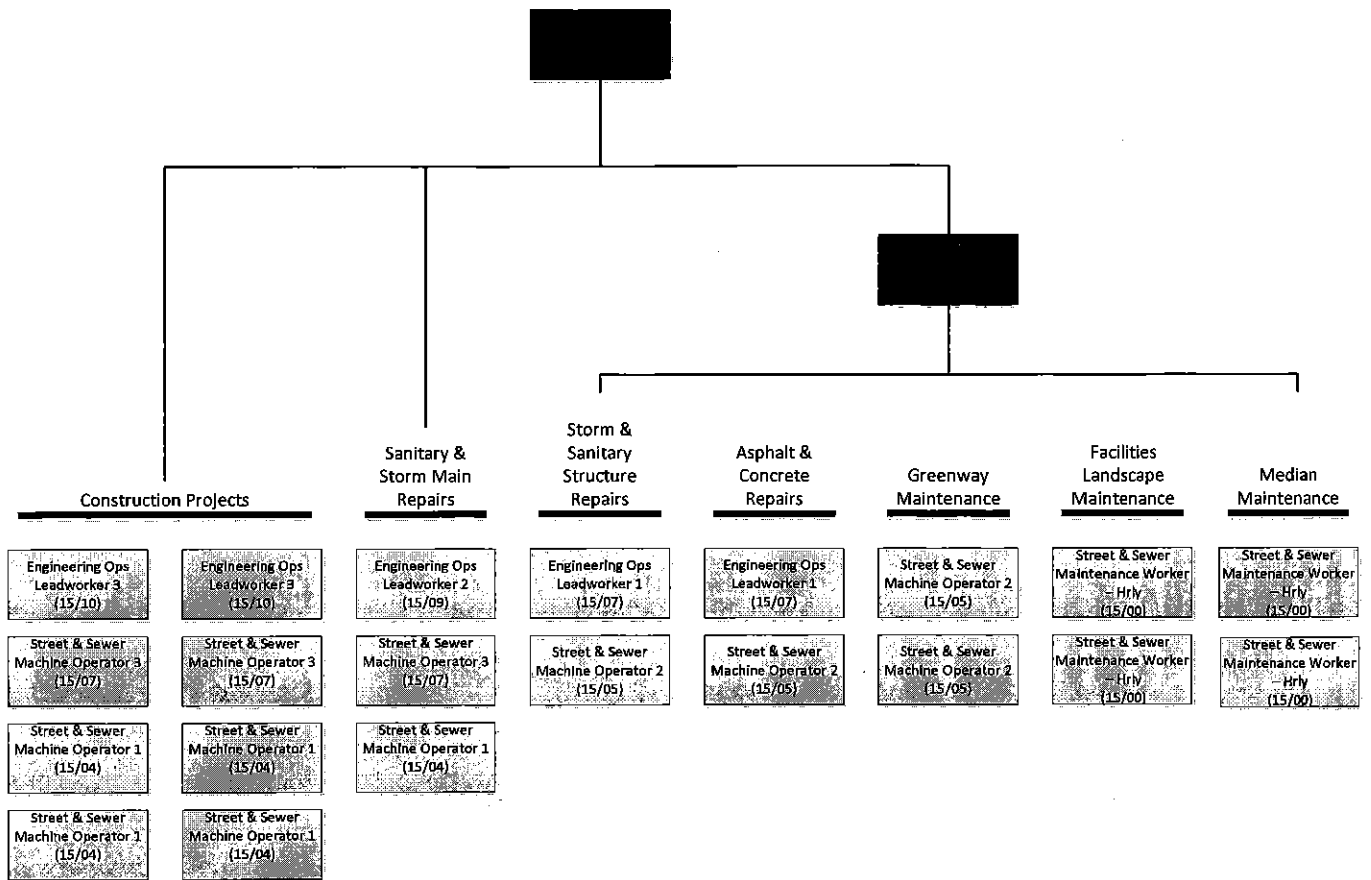 Construction Projects
Sanitary &
Storm Main
Repairs
Storm &
Sanitary
Structure
Repairs
Asphalt &
Concrete
Repairs
Greenway
Maintenance
Facilities
Landscape
Maintenance
Median
Maintenance
Engineering Ops
Leadworker 3
(15/10)
Engineering Ops
Leadworker 3
(15/10)
Engineering Ops
Leadworker 2
(15/09)
Engineering Ops
Leadworker 1
(15/07)
Engineering Ops
Leadworker 1
(15/07)
Street & Sewer
Machine Operator 2
(15/05)
Street & Sewer
Maintenance Worker
– Hrly
(15/00)
Street & Sewer
Maintenance Worker
– Hrly
(15/00)
Street & Sewer
Machine Operator 3
(15/07)
Street & Sewer
Machine Operator 3
(15/07)
Street & Sewer
Machine Operator 3
(15/07)
Street & Sewer
Machine Operator 2
(15/05)
Street & Sewer
Machine Operator 2
(15/05)
Street & Sewer
Machine Operator 2
(15/05)
Street & Sewer
Maintenance Worker
– Hrly
(15/00)
Street & Sewer
Maintenance Worker
– Hrly
(15/00)
Street & Sewer
Machine Operator 1
(15/04)
Street & Sewer
Machine Operator 1
(15/04)
Street & Sewer
Machine Operator 1
(15/04)
Street & Sewer
Machine Operator 1
(15/04)
Street & Sewer
Machine Operator 1
(15/04)